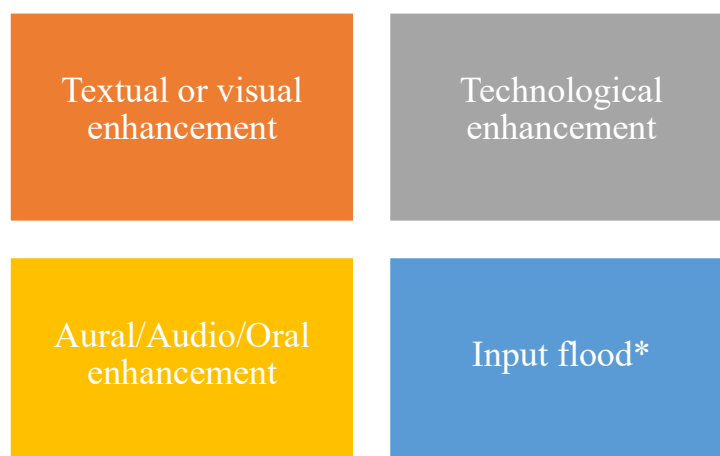 Textual or visual
enhancement
Technological
enhancement
Aural/Audio/Oral
enhancement
Input flood*